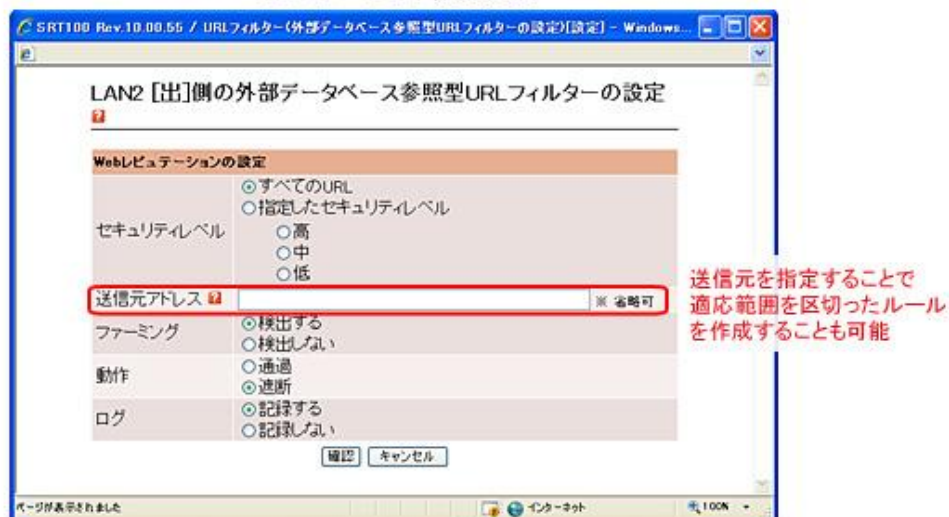 SRT100 Rev.10.00.55 / URLフィルター(外部データベース参照型URLフィルターの設定)[設定] - Windows...
LAN2 [出]側の外部データベース参照型URLフィルターの設定
?
Webレピュテーションの設定
セキュリティレベル
すべてのURL
指定したセキュリティレベル
高
中
低
送信元アドレス ?
※ 省略可
送信元を指定することで
適応範囲を区切ったルール
を作成することも可能
ファーミング
検出する
検出しない
動作
通過
遮断
ログ
記録する
記録しない
確認 キャンセル
ページが表示されました
インターネット
100%